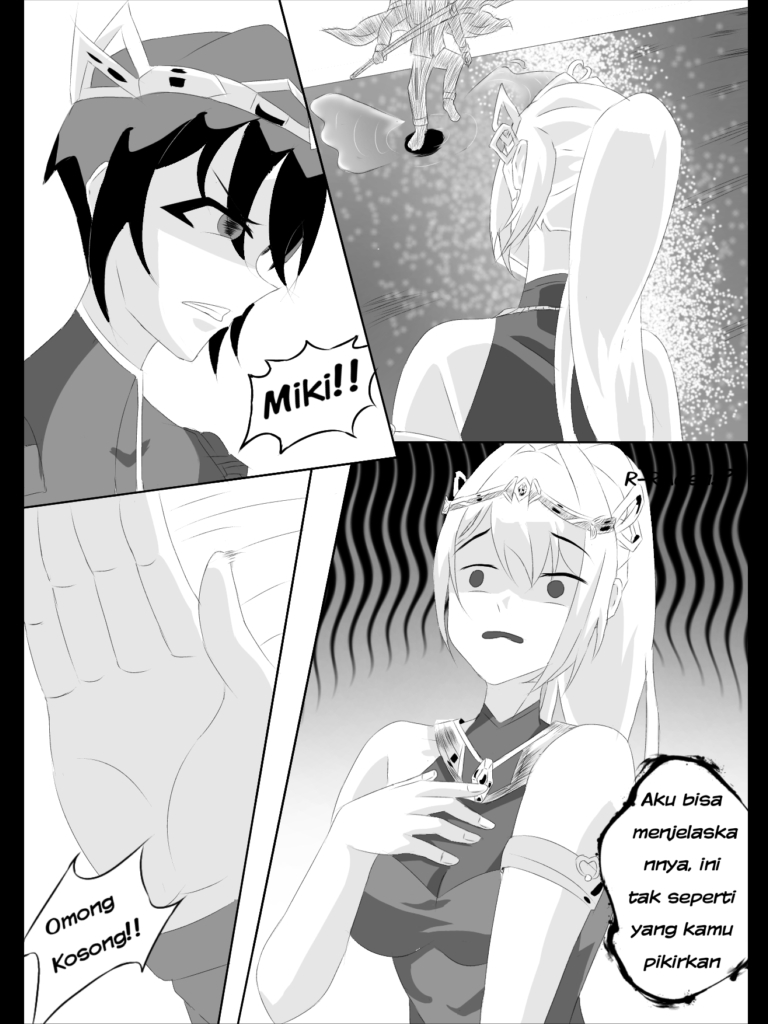 Miki!!
Aku bisa
menjelaska
nnya, ini
tak seperti
yang kamu
pikirkan
Omong
Kosong!!